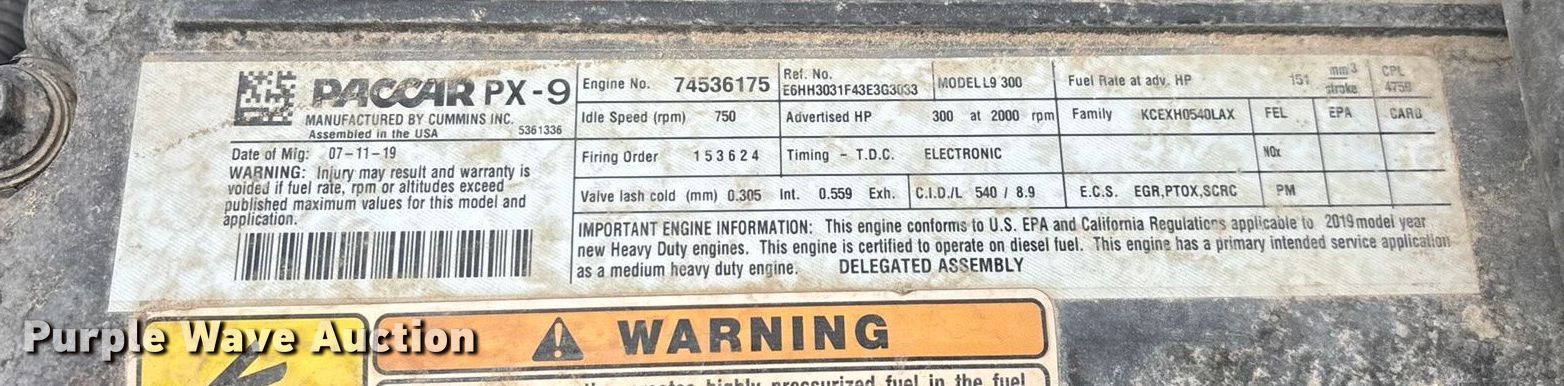 PACCAR PX-9
MANUFACTURED BY CUMMINS INC.
Assembled in the USA 5361336
Date of Mfg: 07-11-19
WARNING: Injury may result and warranty is
voided if fuel rate, rpm or altitudes exceed
published maximum values for this model and
application.
Engine No. 74536175 Ref. No. E6HH3031F43E3G3033 MODEL L9 300 Fuel Rate at adv. HP 151 mm³ stroke CPL 4756
Idle Speed (rpm) 750 Advertised HP 300 at 2000 rpm Family KCEXH0540LAX FEL EPA CARB
Firing Order 153624 Timing - T.D.C. ELECTRONIC NOx
Valve lash cold (mm) 0.305 Int. 0.559 Exh. C.I.D./L 540 / 8.9 E.C.S. EGR,PTOX,SCRC PM
IMPORTANT ENGINE INFORMATION: This engine conforms to U.S. EPA and California Regulations applicable to 2019 model year
new Heavy Duty engines. This engine is certified to operate on diesel fuel. This engine has a primary intended service application
as a medium heavy duty engine. DELEGATED ASSEMBLY
WARNING
highly pressurized fuel in the fuel
Purple Wave Auction